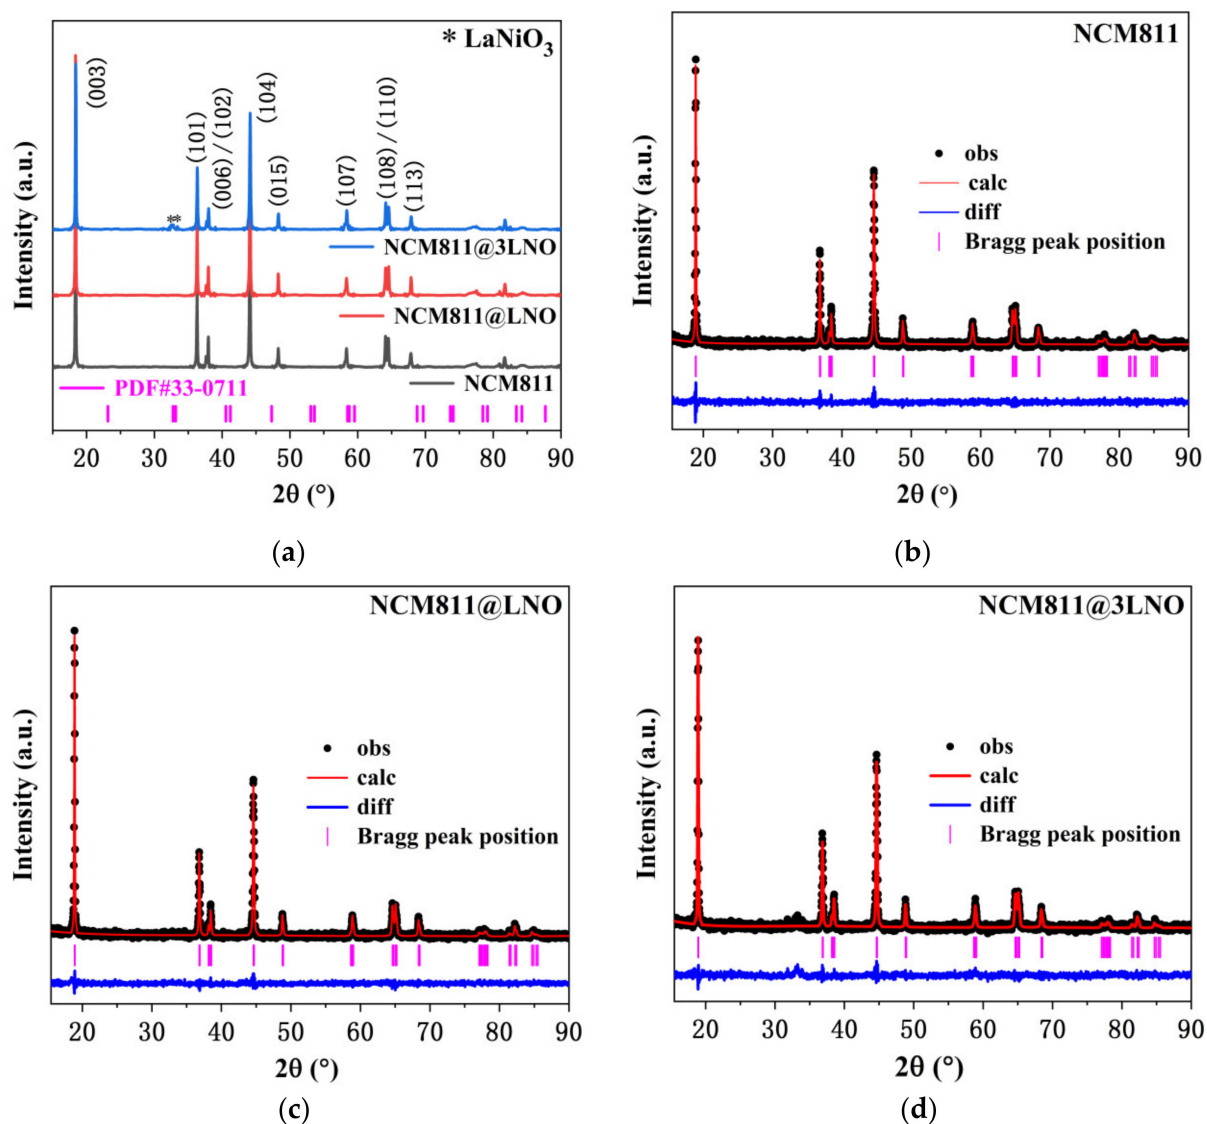 * LaNiO3
(003)
(101)
(006)/(102)
(104)
(015)
(107)
(108)/(110)
(113)
**
NCM811@3LNO
NCM811@LNO
NCM811
PDF#33-0711
Intensity (a.u.)
20 30 40 50 60 70 80 90
2θ (°)
(a)
NCM811
obs
calc
diff
Bragg peak position
Intensity (a.u.)
20 30 40 50 60 70 80 90
2θ (°)
(b)
NCM811@LNO
obs
calc
diff
Bragg peak position
Intensity (a.u.)
20 30 40 50 60 70 80 90
2θ (°)
(c)
NCM811@3LNO
obs
calc
diff
Bragg peak position
Intensity (a.u.)
20 30 40 50 60 70 80 90
2θ (°)
(d)